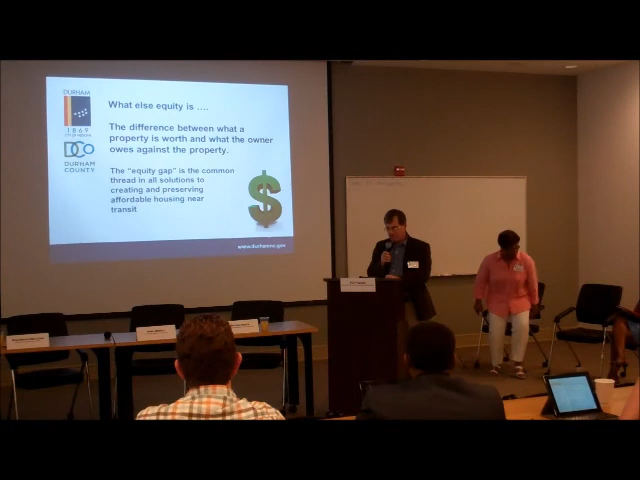 DURHAM
1869
CITY OF MEDICINE
DCO
DURHAM
COUNTY
What else equity is ....
The difference between what a
property is worth and what the owner
owes against the property.
The "equity gap" is the common
thread in all solutions to
creating and preserving
affordable housing near
transit
$
www.durhamnc.gov